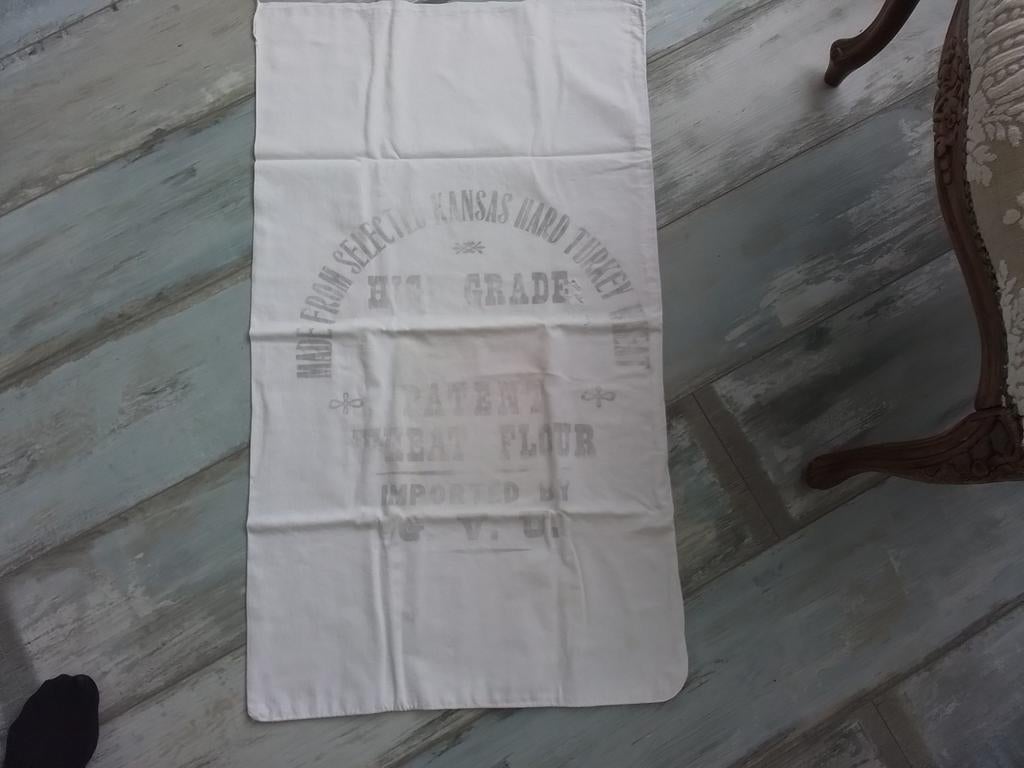 MADE FROM SELECTED KANSAS HARD TURKEY WHEAT
HIGH GRADE
PATENT
WHEAT FLOUR
IMPORTED BY
V.